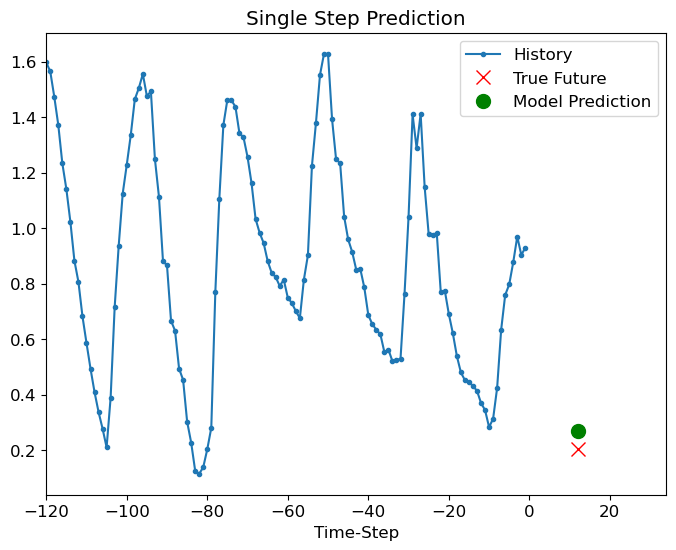 Single Step Prediction
History
True Future
Model Prediction
1.6
1.4
1.2
1.0
0.8
0.6
0.4
0.2
−120 −100 −80 −60 −40 −20 0 20
Time-Step